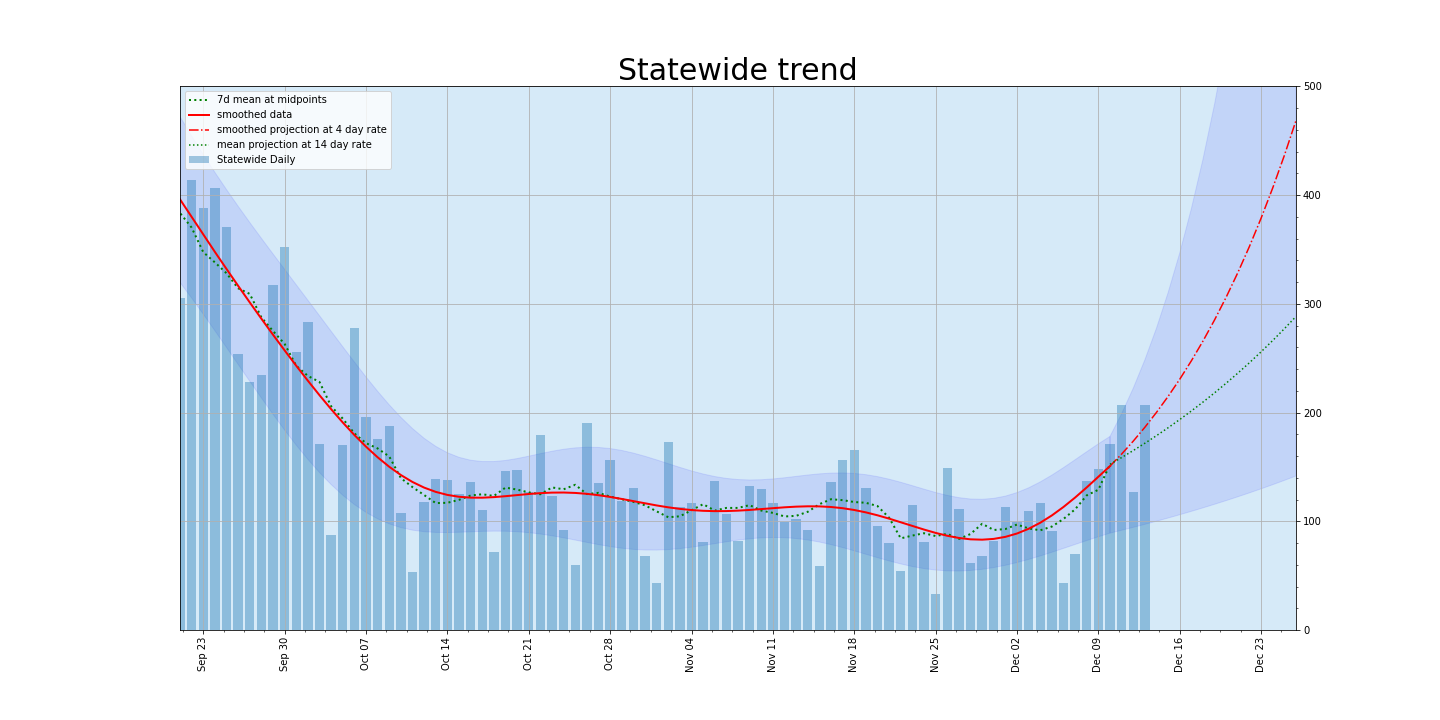 Statewide trend
7d mean at midpoints
smoothed data
smoothed projection at 4 day rate
mean projection at 14 day rate
Statewide Daily
500
400
300
200
100
0
Sep 23
Sep 30
Oct 07
Oct 14
Oct 21
Oct 28
Nov 04
Nov 11
Nov 18
Nov 25
Dec 02
Dec 09
Dec 16
Dec 23